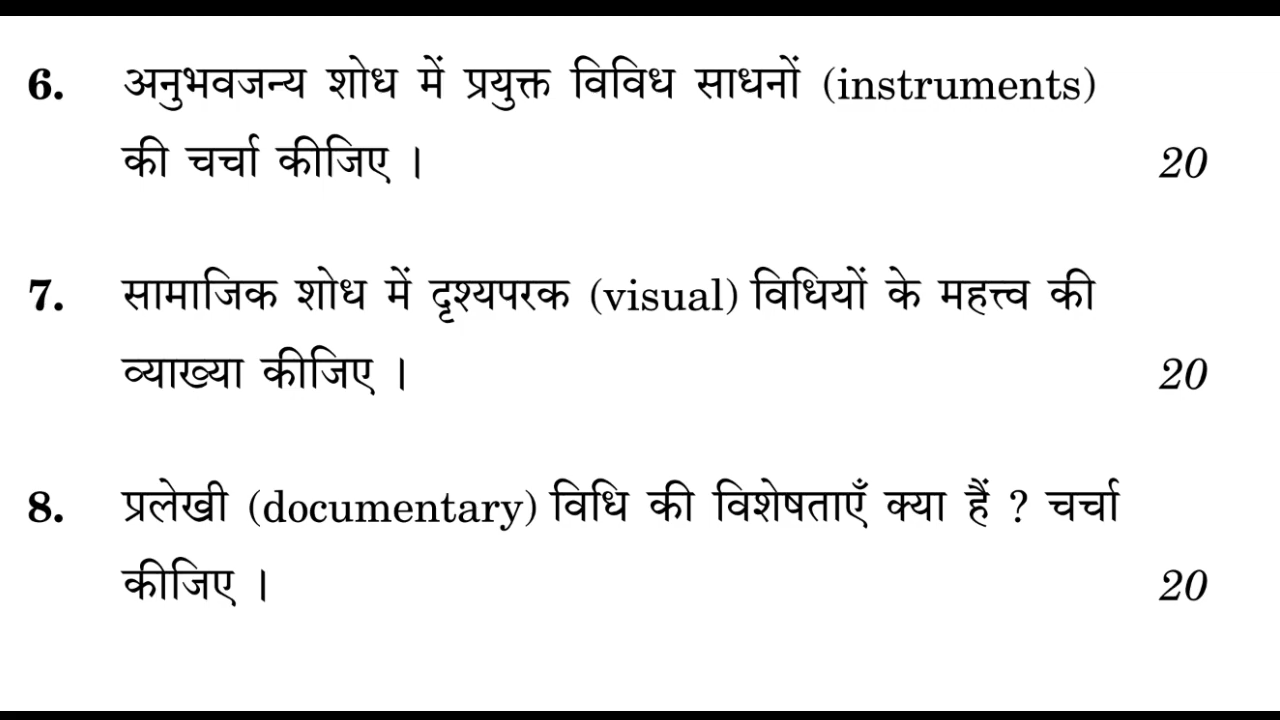 6. अनुभवजन्य शोध में प्रयुक्त विविध साधनों (instruments)
की चर्चा कीजिए । 20
7. सामाजिक शोध में दृश्यपरक (visual) विधियों के महत्त्व की
व्याख्या कीजिए । 20
8. प्रलेखी (documentary) विधि की विशेषताएँ क्या हैं ? चर्चा
कीजिए । 20